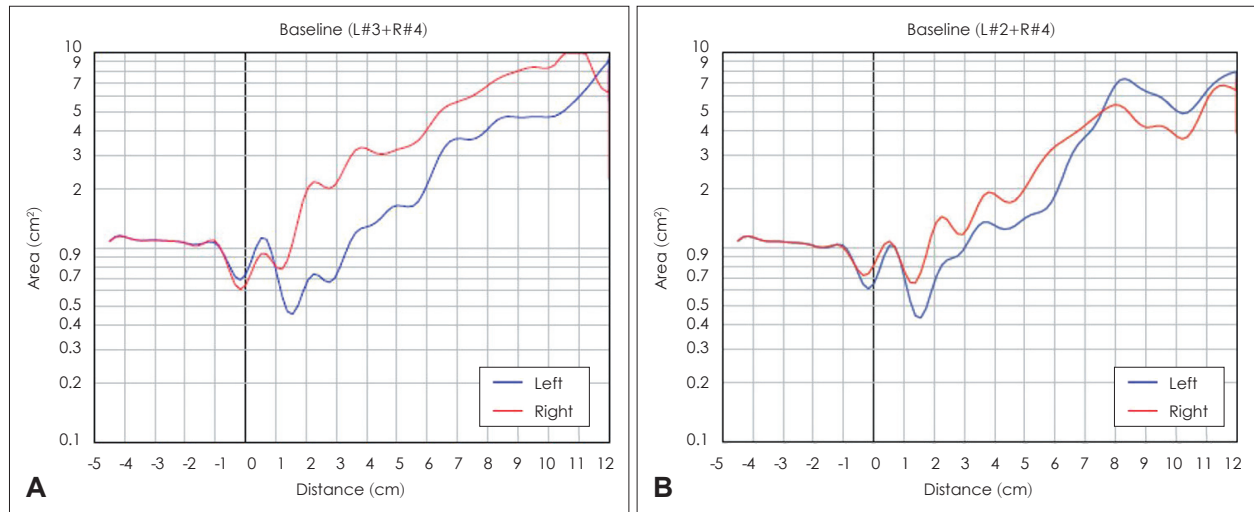 Baseline (L#3+R#4)
10
9
7
5
4
3
2
0.9
0.7
0.5
0.4
0.3
0.2
0.1
Area (cm²)
Left
Right
-5 -4 -3 -2 -1 0 1 2 3 4 5 6 7 8 9 10 11 12
Distance (cm)
A
Baseline (L#2+R#4)
10
9
7
5
4
3
2
0.9
0.7
0.5
0.4
0.3
0.2
0.1
Area (cm²)
Left
Right
-5 -4 -3 -2 -1 0 1 2 3 4 5 6 7 8 9 10 11 12
Distance (cm)
B